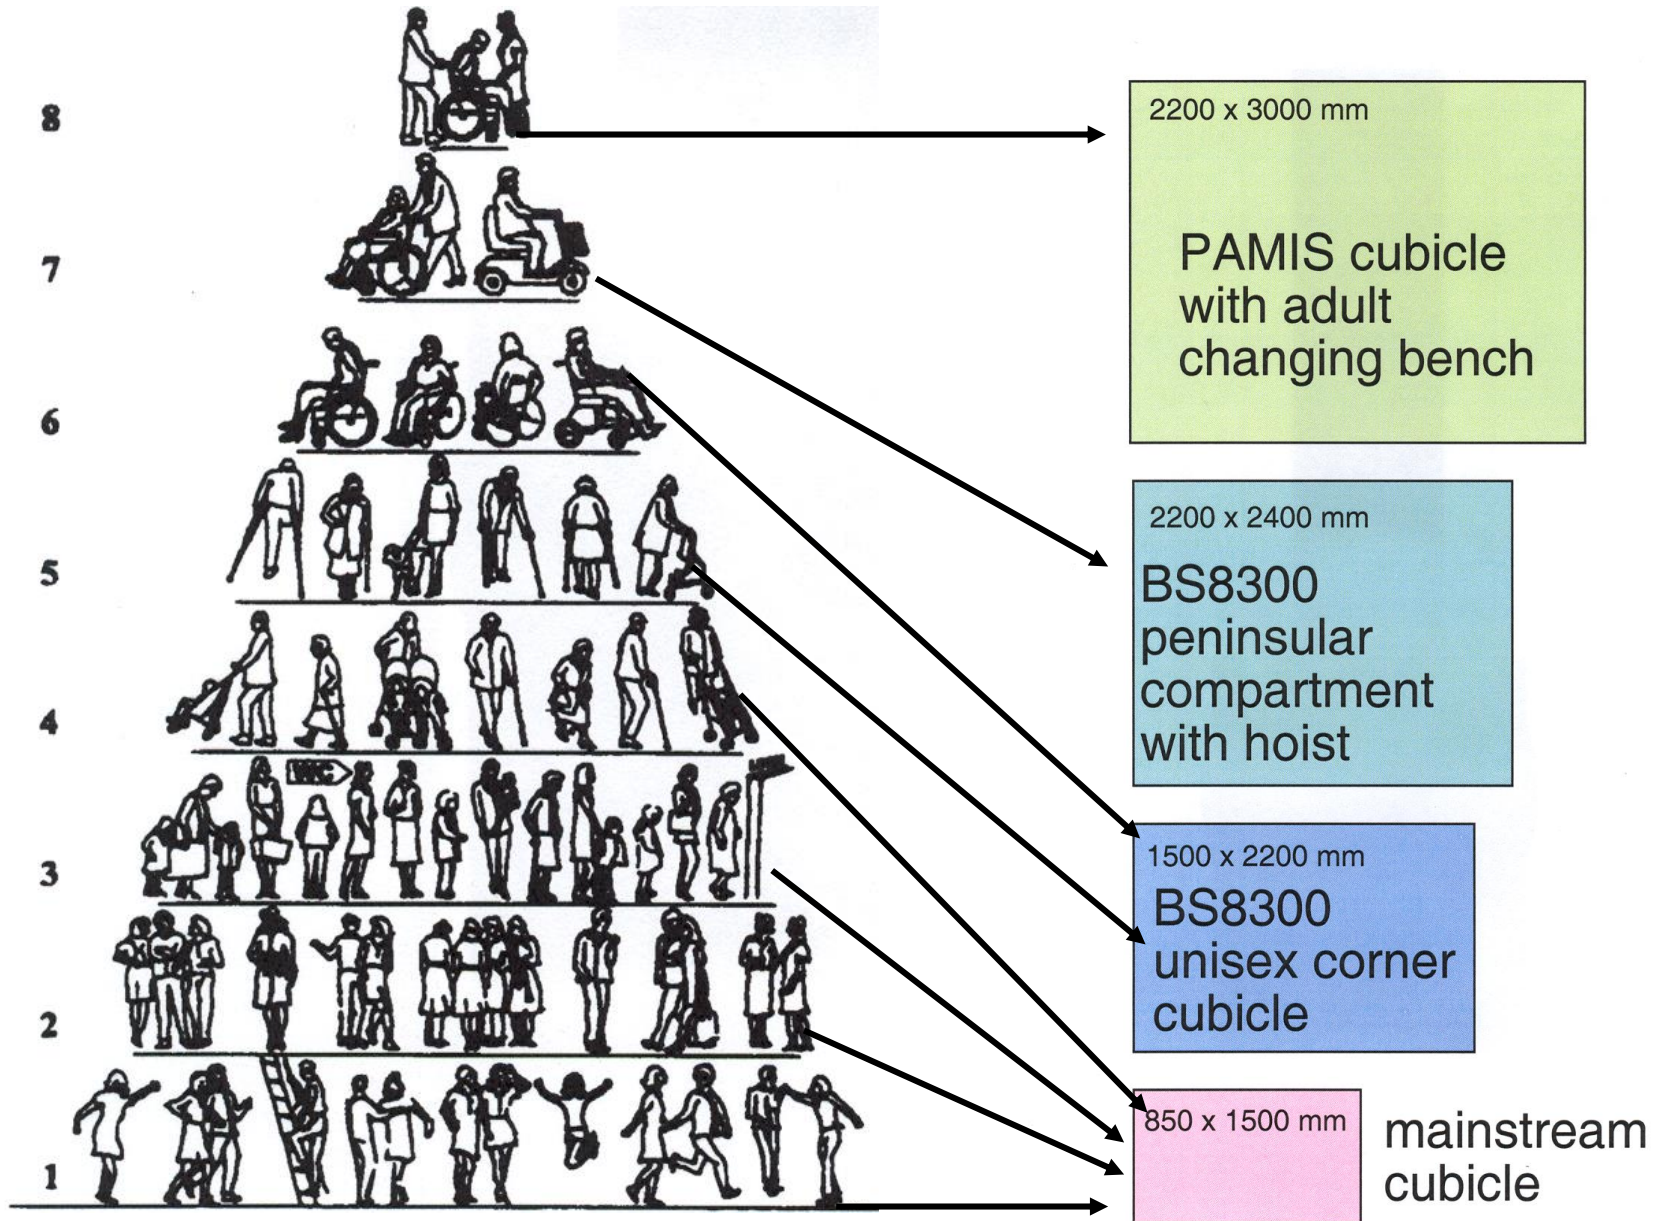 8
7
6
5
4
3
2
1
WC
2200 x 3000 mm
PAMIS cubicle
with adult
changing bench
2200 x 2400 mm
BS8300
peninsular
compartment
with hoist
1500 x 2200 mm
BS8300
unisex corner
cubicle
850 x 1500 mm
mainstream
cubicle